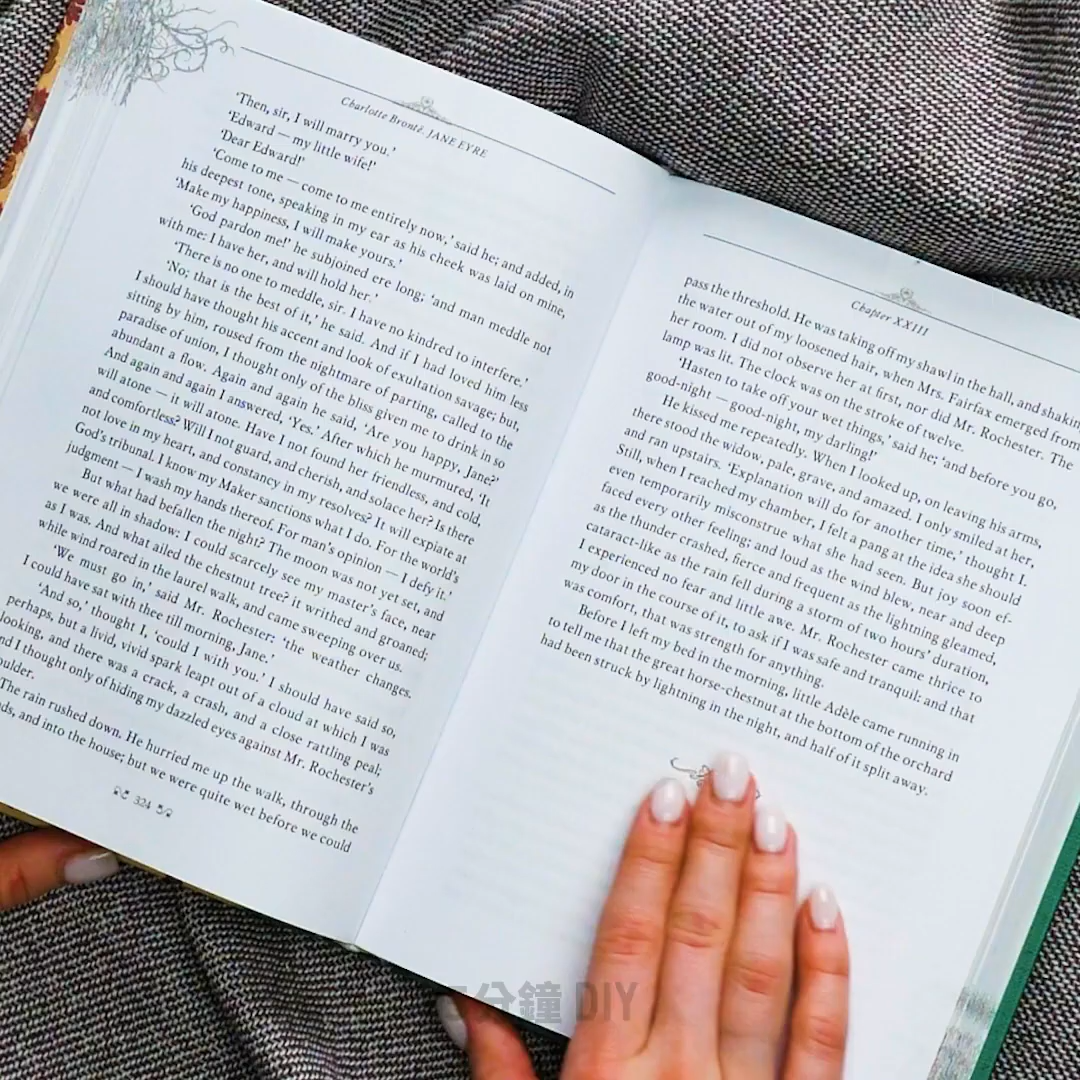 Charlotte Brontë. JANE EYRE
'Then, sir, I will marry you.'
'Edward — my little wife!'
'Dear Edward!'
'Come to me — come to me entirely now,' said he; and added, in
his deepest tone, speaking in my ear as his cheek was laid on mine,
'Make my happiness, I will make yours.'
'God pardon me!' he subjoined ere long; 'and man meddle not
with me: I have her, and will hold her.'
'There is no one to meddle, sir. I have no kindred to interfere.'
'No; that is the best of it,' he said. And if I had loved him less
I should have thought his accent and look of exultation savage; but,
sitting by him, roused from the nightmare of parting, called to the
paradise of union, I thought only of the bliss given me to drink in so
abundant a flow. Again and again he said, 'Are you happy, Jane?'
And again and again I answered, 'Yes.' After which he murmured, 'It
will atone — it will atone. Have I not found her friendless, and cold,
and comfortless? Will I not guard, and cherish, and solace her? Is there
not love in my heart, and constancy in my resolves? It will expiate at
God's tribunal. I know my Maker sanctions what I do. For the world's
judgment — I wash my hands thereof. For man's opinion — I defy it.'
But what had befallen the night? The moon was not yet set, and
we were all in shadow: I could scarcely see my master's face, near
as I was. And what ailed the chestnut tree? it writhed and groaned;
while wind roared in the laurel walk, and came sweeping over us.
'We must go in,' said Mr. Rochester: 'the weather changes.
I could have sat with thee till morning, Jane.'
'And so,' thought I, 'could I with you.' I should have said so,
perhaps, but a livid, vivid spark leapt out of a cloud at which I was
looking, and there was a crack, a crash, and a close rattling peal;
and I thought only of hiding my dazzled eyes against Mr. Rochester's
oulder.
The rain rushed down. He hurried me up the walk, through the
ds, and into the house; but we were quite wet before we could
324
Chapter XXIII
pass the threshold. He was taking off my shawl in the hall, and shakin
the water out of my loosened hair, when Mrs. Fairfax emerged from
her room. I did not observe her at first, nor did Mr. Rochester. The
lamp was lit. The clock was on the stroke of twelve.
'Hasten to take off your wet things,' said he; 'and before you go,
good-night — good-night, my darling!'
He kissed me repeatedly. When I looked up, on leaving his arms,
there stood the widow, pale, grave, and amazed. I only smiled at her,
and ran upstairs. 'Explanation will do for another time,' thought I.
Still, when I reached my chamber, I felt a pang at the idea she should
even temporarily misconstrue what she had seen. But joy soon ef-
faced every other feeling; and loud as the wind blew, near and deep
as the thunder crashed, fierce and frequent as the lightning gleamed,
cataract-like as the rain fell during a storm of two hours' duration,
I experienced no fear and little awe. Mr. Rochester came thrice to
my door in the course of it, to ask if I was safe and tranquil: and that
was comfort, that was strength for anything.
Before I left my bed in the morning, little Adèle came running in
to tell me that the great horse-chestnut at the bottom of the orchard
had been struck by lightning in the night, and half of it split away.
分鐘 DIY